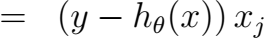 = (y − h_θ(x)) x_j